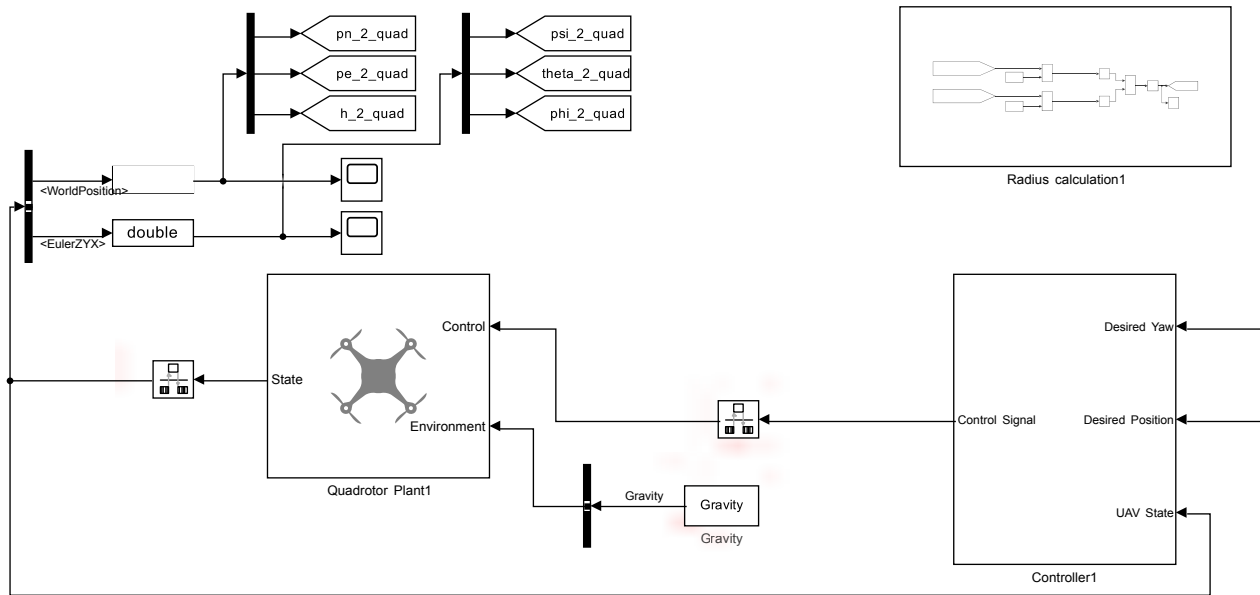 pn_2_quad
pe_2_quad
h_2_quad
psi_2_quad
theta_2_quad
phi_2_quad
<WorldPosition>
<EulerZYX>
double
Radius calculation1
Control
State
Environment
Quadrotor Plant1
Gravity
Gravity
Gravity
Desired Yaw
Control Signal
Desired Position
UAV State
Controller1